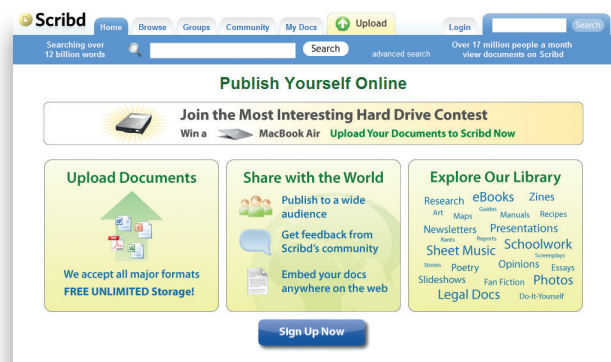 Scribd Home Browse Groups Community My Docs Upload Login Search
Searching over
12 billion words
Search advanced search
Over 17 million people a month
view documents on Scribd
Publish Yourself Online
Join the Most Interesting Hard Drive Contest
Win a MacBook Air Upload Your Documents to Scribd Now
Upload Documents
We accept all major formats
FREE UNLIMITED Storage!
Share with the World
Publish to a wide
audience
Get feedback from
Scribd's community
Embed your docs
anywhere on the web
Explore Our Library
Research eBooks Zines
Art Maps Guides Manuals Recipes
Newsletters Presentations
Rants Reports Schoolwork
Sheet Music Screenplays
Stories Poetry Opinions Essays
Slideshows Fan Fiction Photos
Legal Docs Do-It-Yourself
Sign Up Now